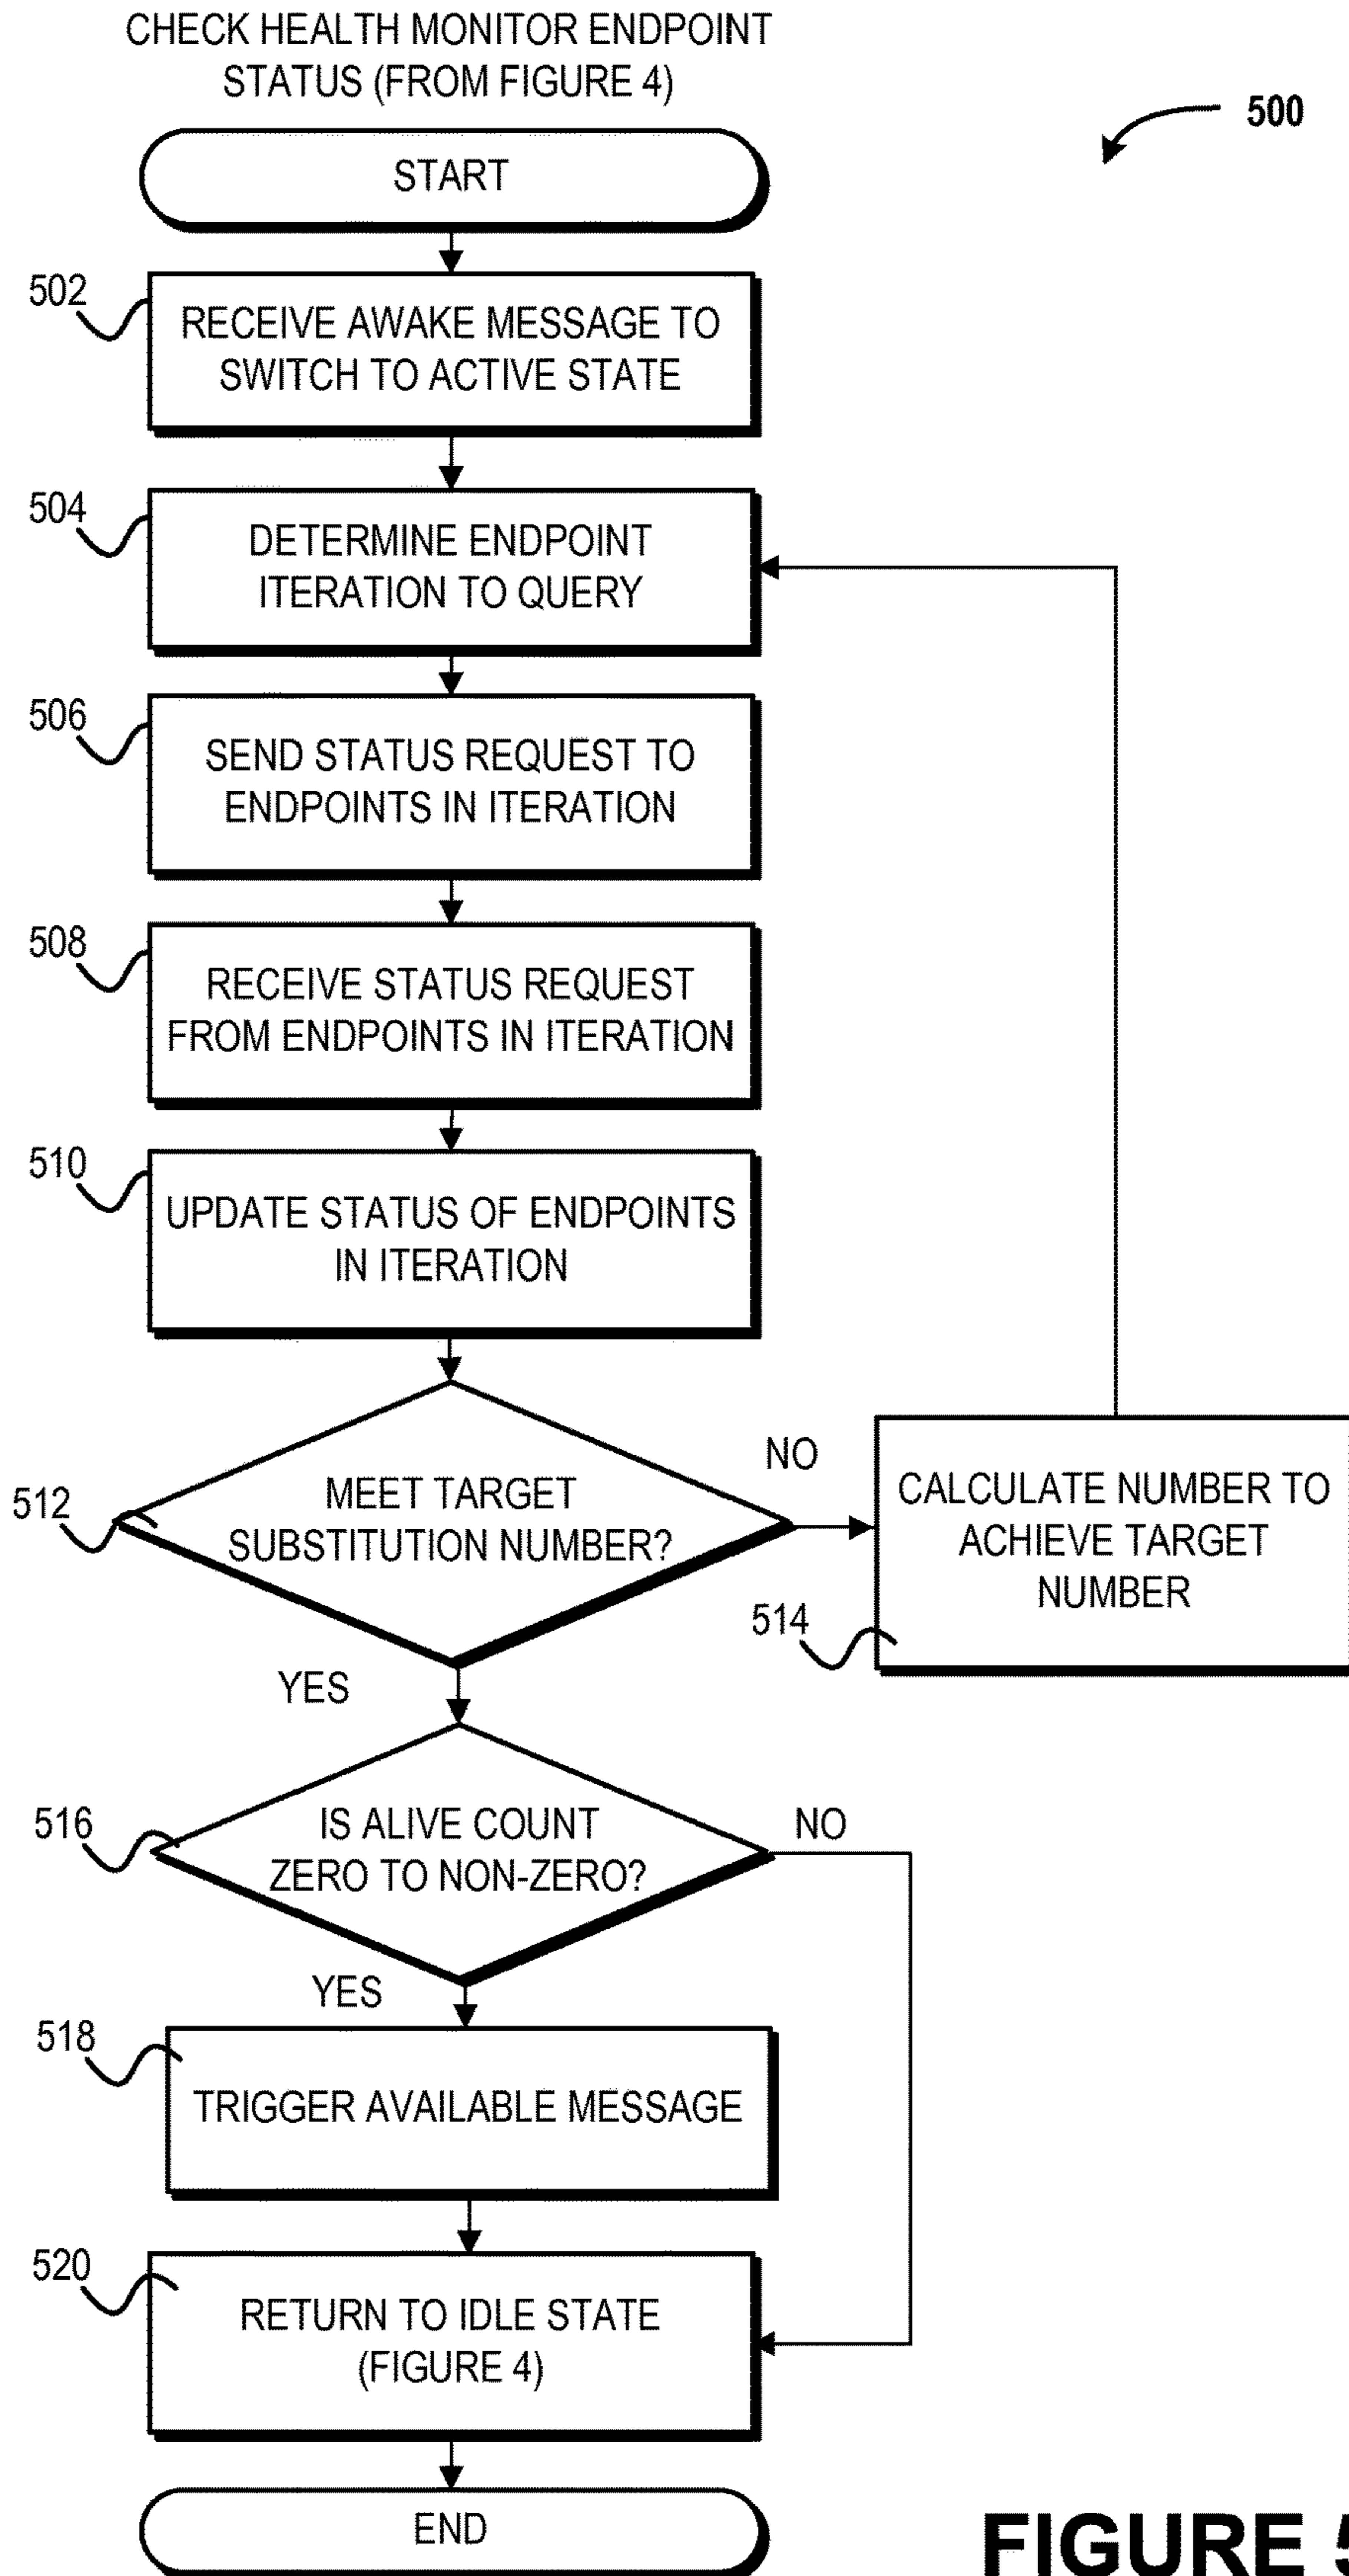 CHECK HEALTH MONITOR ENDPOINT
STATUS (FROM FIGURE 4)
500
START
502
RECEIVE AWAKE MESSAGE TO
SWITCH TO ACTIVE STATE
504
DETERMINE ENDPOINT
ITERATION TO QUERY
506
SEND STATUS REQUEST TO
ENDPOINTS IN ITERATION
508
RECEIVE STATUS REQUEST
FROM ENDPOINTS IN ITERATION
510
UPDATE STATUS OF ENDPOINTS
IN ITERATION
512
MEET TARGET
SUBSTITUTION NUMBER?
NO
CALCULATE NUMBER TO
ACHIEVE TARGET
NUMBER
514
YES
516
IS ALIVE COUNT
ZERO TO NON-ZERO?
NO
YES
518
TRIGGER AVAILABLE MESSAGE
520
RETURN TO IDLE STATE
(FIGURE 4)
END
FIGURE 5